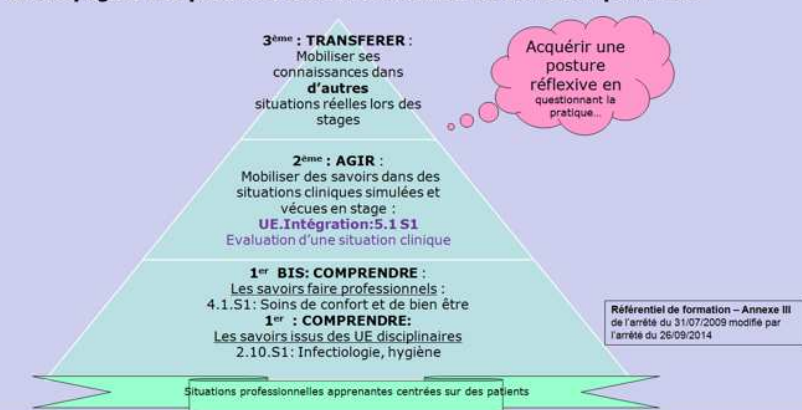 3ème : TRANSFERER :
Mobiliser ses
connaissances dans
d'autres
situations réelles lors des
stages
Acquérir une
posture
réflexive en
questionnant la
pratique...
2ème : AGIR :
Mobiliser des savoirs dans des
situations cliniques simulées et
vécues en stage :
UE.Intégration:5.1 S1
Evaluation d'une situation clinique
1er BIS: COMPRENDRE :
Les savoirs faire professionnels :
4.1.S1: Soins de confort et de bien être
1er : COMPRENDRE:
Les savoirs issus des UE disciplinaires
2.10.S1: Infectiologie, hygiène
Référentiel de formation – Annexe III
de l'arrêté du 31/07/2009 modifié par
l'arrêté du 26/09/2014
Situations professionnelles apprenantes centrées sur des patients